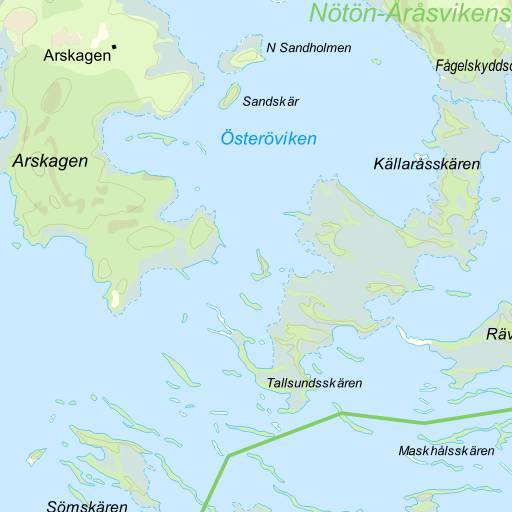 Nötön-Åråsvikens
Arskagen
N Sandholmen
Fågelskyddso
Sandskär
Österöviken
Arskagen
Källaråsskären
Räv
Tallsundsskären
Maskhålsskären
Sömskären